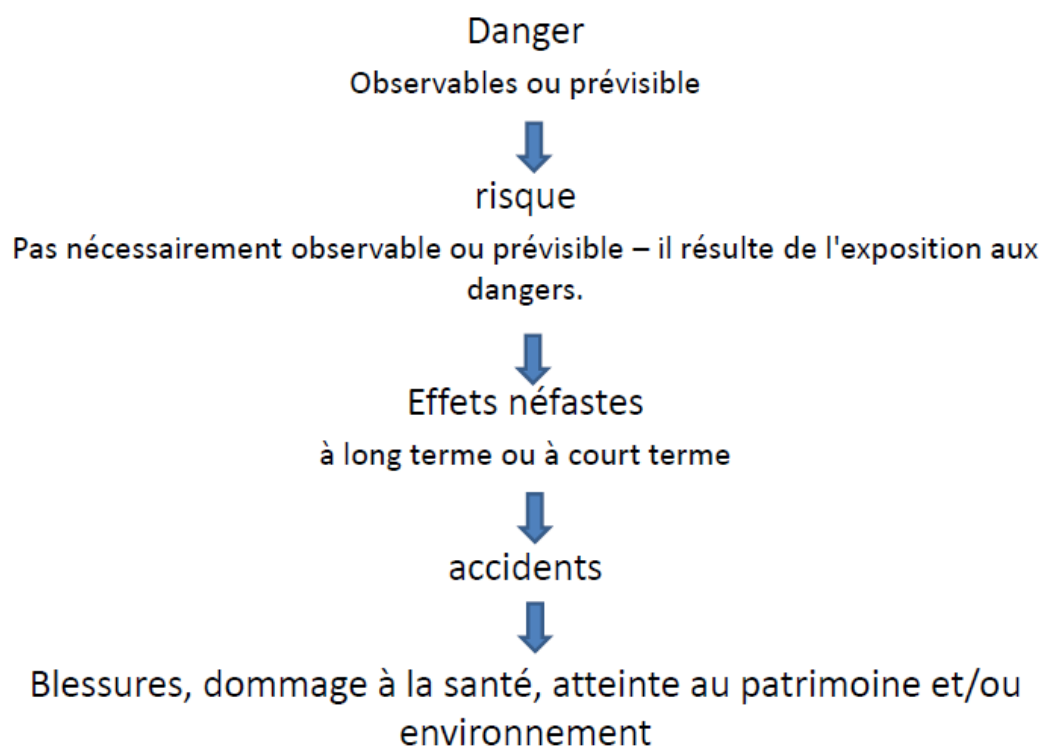 Danger
Observables ou prévisible
risque
Pas nécessairement observable ou prévisible – il résulte de l'exposition aux
dangers.
Effets néfastes
à long terme ou à court terme
accidents
Blessures, dommage à la santé, atteinte au patrimoine et/ou
environnement